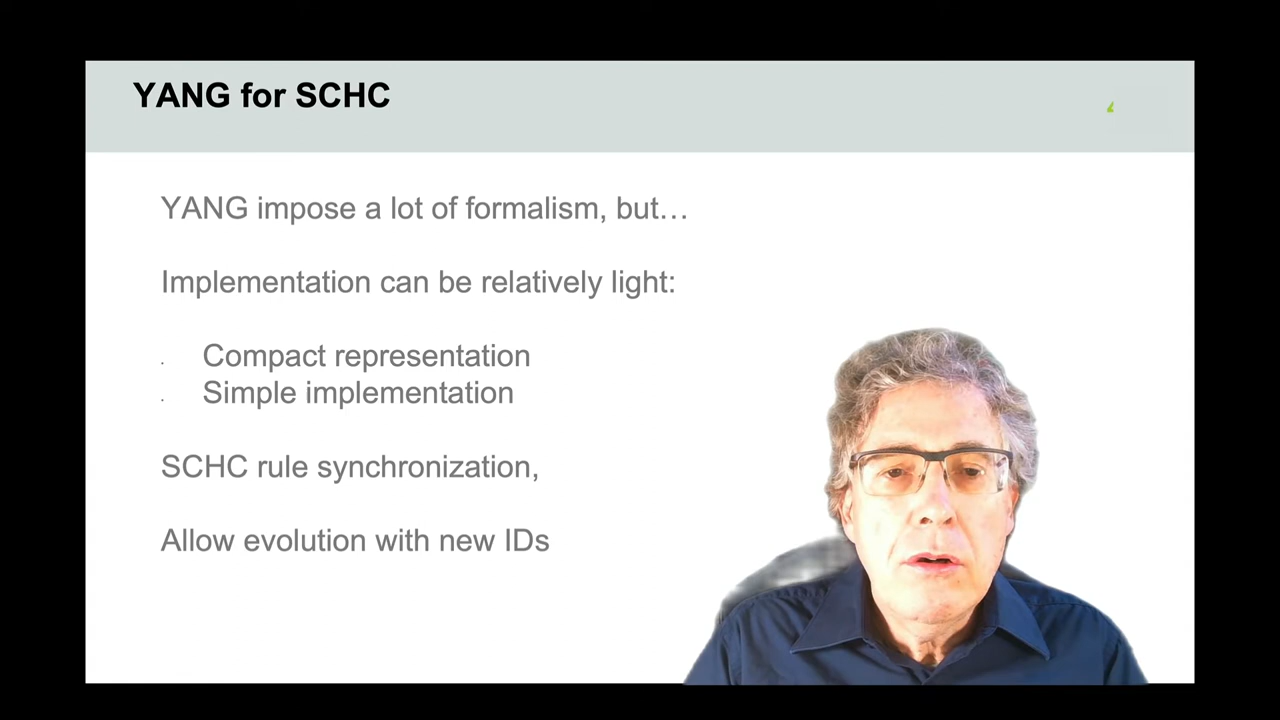 YANG for SCHC
YANG impose a lot of formalism, but…
Implementation can be relatively light:
Compact representation
Simple implementation
SCHC rule synchronization,
Allow evolution with new IDs